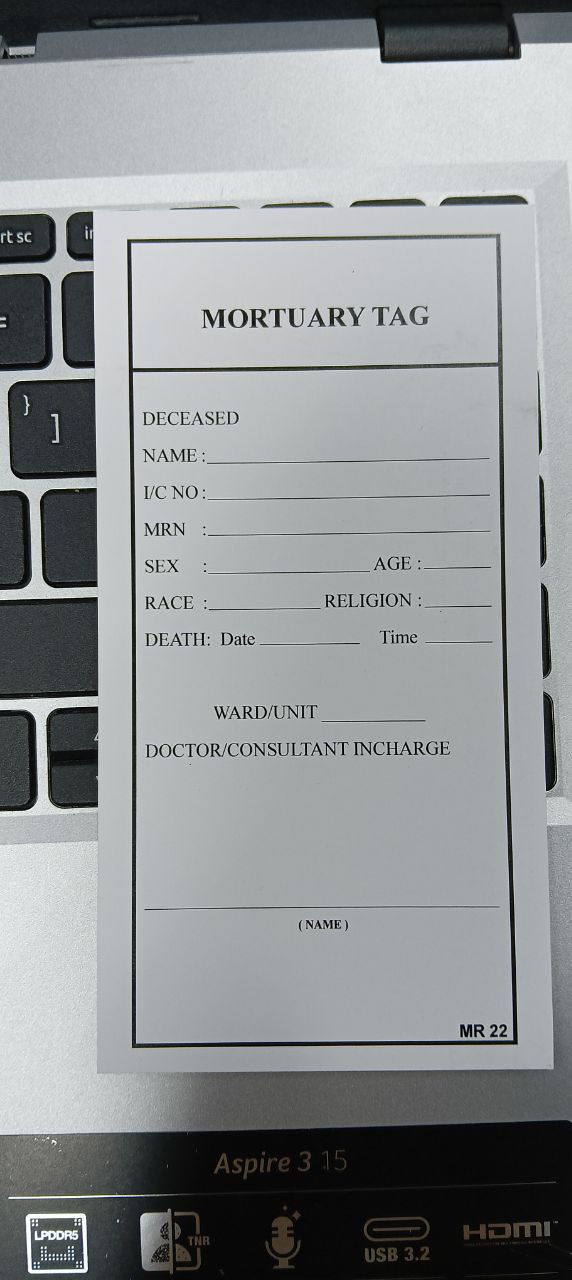 rt sc
in
=
}
]
MORTUARY TAG
DECEASED
NAME :
I/C NO :
MRN :
SEX : AGE :
RACE : RELIGION :
DEATH: Date Time
WARD/UNIT
DOCTOR/CONSULTANT INCHARGE
( NAME )
MR 22
Aspire 3 15
LPDDR5
TNR
USB 3.2
HDMI